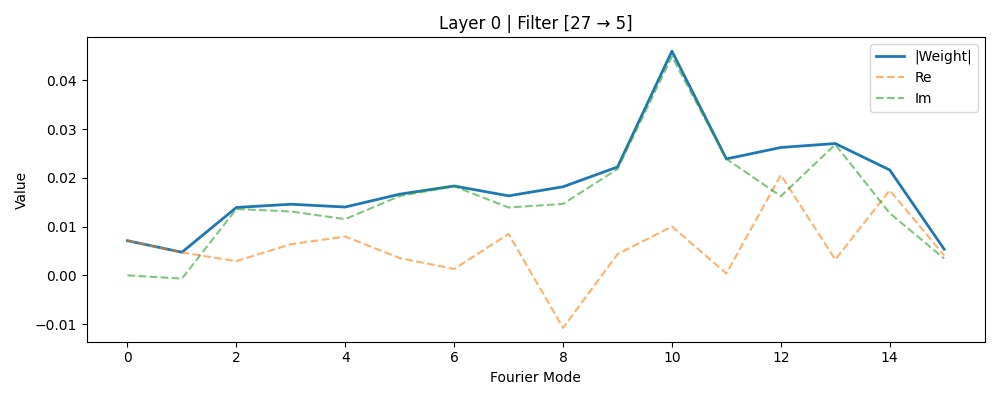 Layer 0 | Filter [27 → 5]
|Weight|
Re
Im
Value
0.04
0.03
0.02
0.01
0.00
−0.01
0 2 4 6 8 10 12 14
Fourier Mode